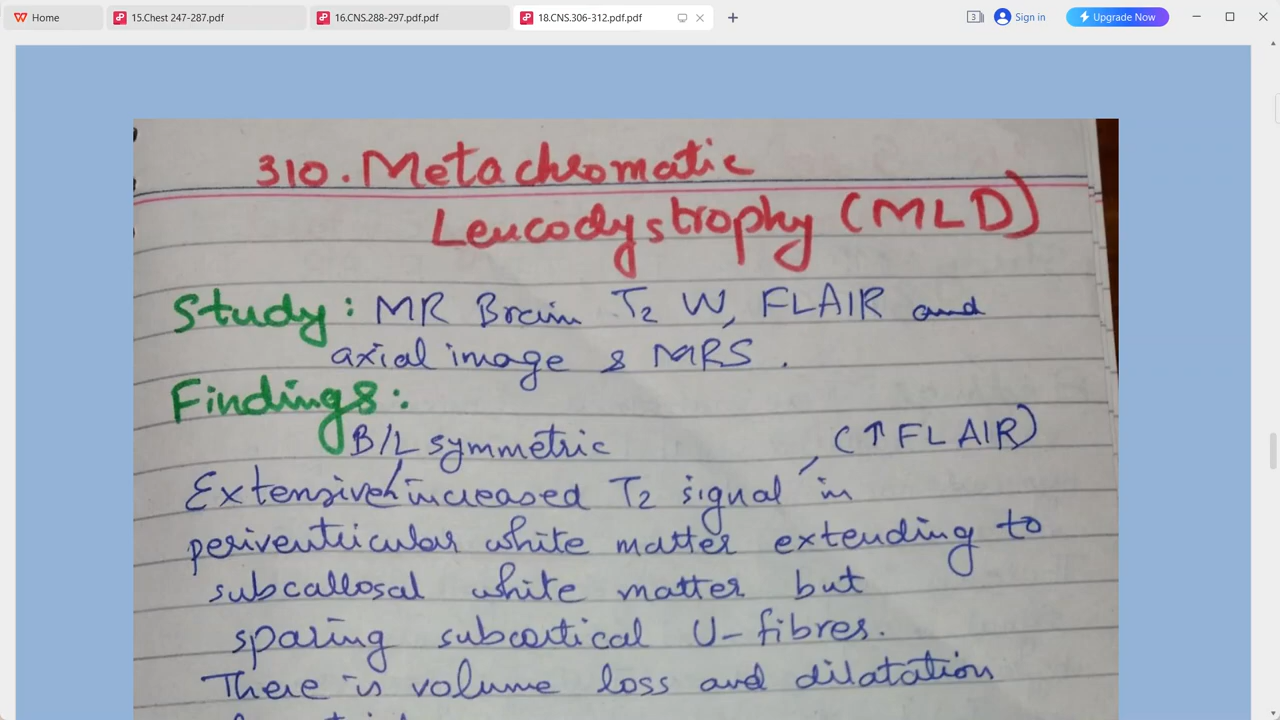 Home
15.Chest 247-287.pdf
16.CNS.288-297.pdf.pdf
18.CNS.306-312.pdf.pdf
3
Sign in
Upgrade Now
310. Metachromatic
Leucodystrophy (MLD)
Study: MR Brain T2 W, FLAIR and
axial image & MRS.
Findings:
B/L symmetric (↑ FLAIR)
Extensive increased T2 signal in
periventricular white matter extending to
subcallosal white matter but
sparing subcortical U-fibres.
There is volume loss and dilatation